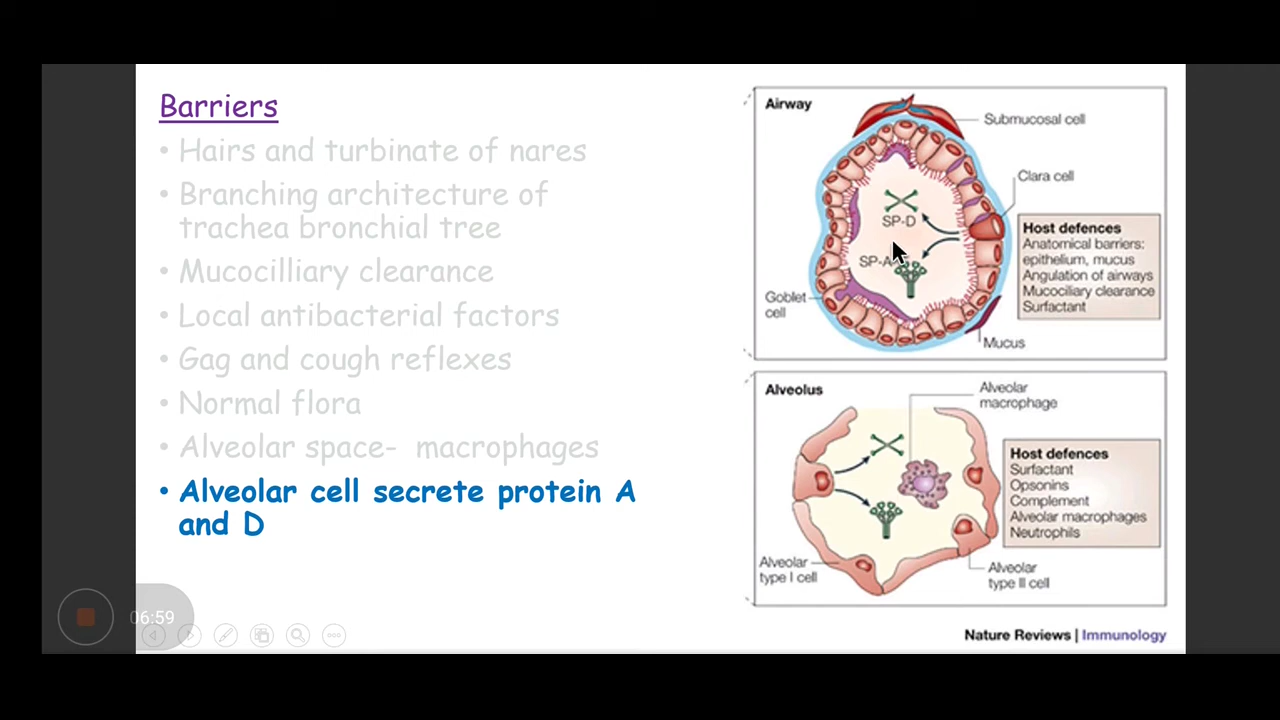 Barriers
• Hairs and turbinate of nares
• Branching architecture of
trachea bronchial tree
• Mucocilliary clearance
• Local antibacterial factors
• Gag and cough reflexes
• Normal flora
• Alveolar space- macrophages
• Alveolar cell secrete protein A
and D
06:59
Airway
Submucosal cell
Clara cell
SP-D
SP-A
Goblet
cell
Mucus
Host defences
Anatomical barriers:
epithelium, mucus
Angulation of airways
Mucociliary clearance
Surfactant
Alveolus
Alveolar
macrophage
Host defences
Surfactant
Opsonins
Complement
Alveolar macrophages
Neutrophils
Alveolar
type I cell
Alveolar
type II cell
Nature Reviews | Immunology